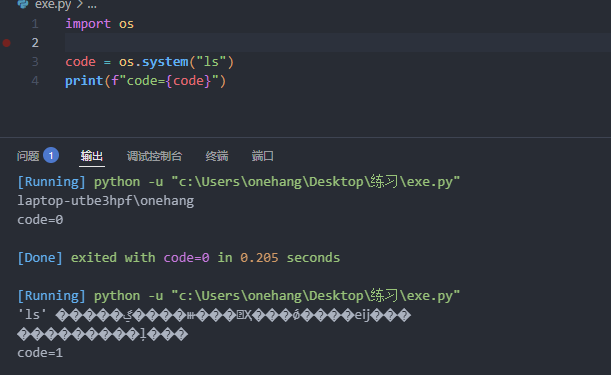 exe.py > ...
1 import os
2
3 code = os.system("ls")
4 print(f"code={code}")
问题 1 输出 调试控制台 终端 端口
[Running] python -u "c:\Users\onehang\Desktop\练习\exe.py"
laptop-utbe3hpf\onehang
code=0
[Done] exited with code=0 in 0.205 seconds
[Running] python -u "c:\Users\onehang\Desktop\练习\exe.py"
'ls'
code=1